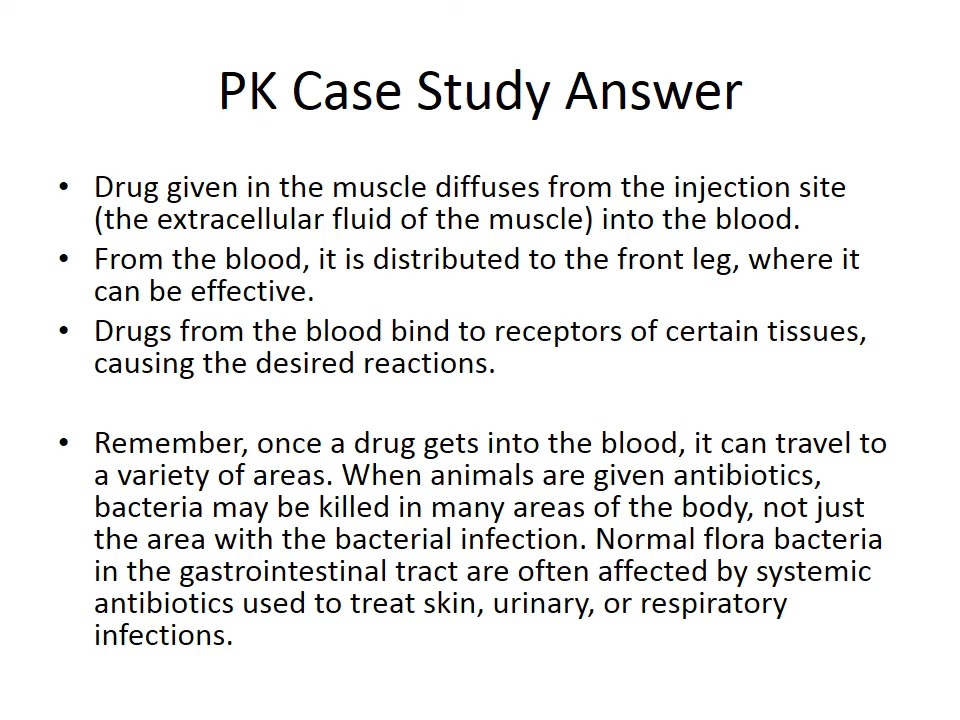 PK Case Study Answer
• Drug given in the muscle diffuses from the injection site
(the extracellular fluid of the muscle) into the blood.
• From the blood, it is distributed to the front leg, where it
can be effective.
• Drugs from the blood bind to receptors of certain tissues,
causing the desired reactions.
• Remember, once a drug gets into the blood, it can travel to
a variety of areas. When animals are given antibiotics,
bacteria may be killed in many areas of the body, not just
the area with the bacterial infection. Normal flora bacteria
in the gastrointestinal tract are often affected by systemic
antibiotics used to treat skin, urinary, or respiratory
infections.